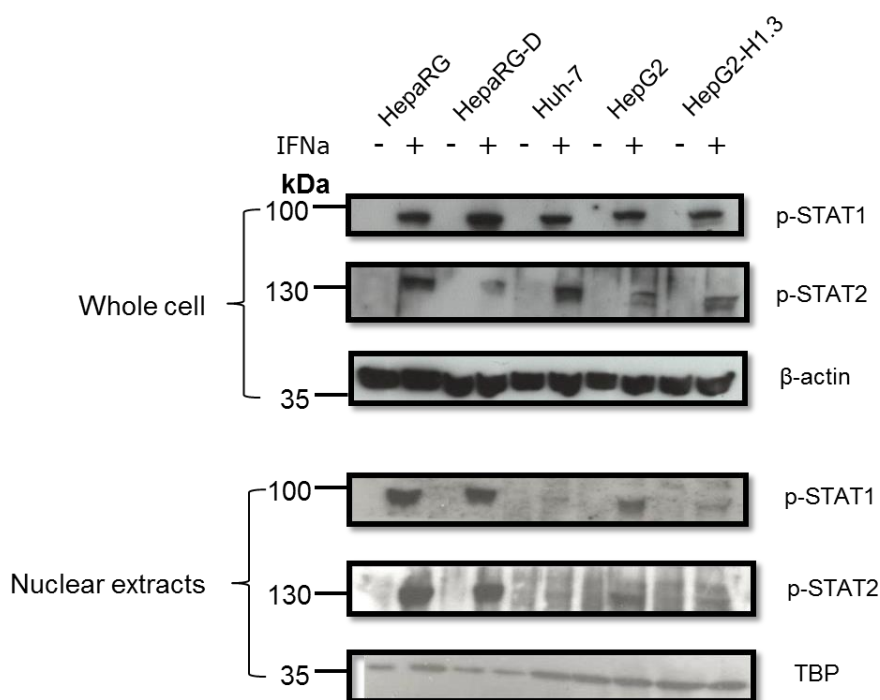 HepaRG HepaRG-D Huh-7 HepG2 HepG2-H1.3
IFNa - + - + - + - + - +
kDa
100 p-STAT1
Whole cell 130 p-STAT2
35 β-actin
100 p-STAT1
Nuclear extracts 130 p-STAT2
35 TBP